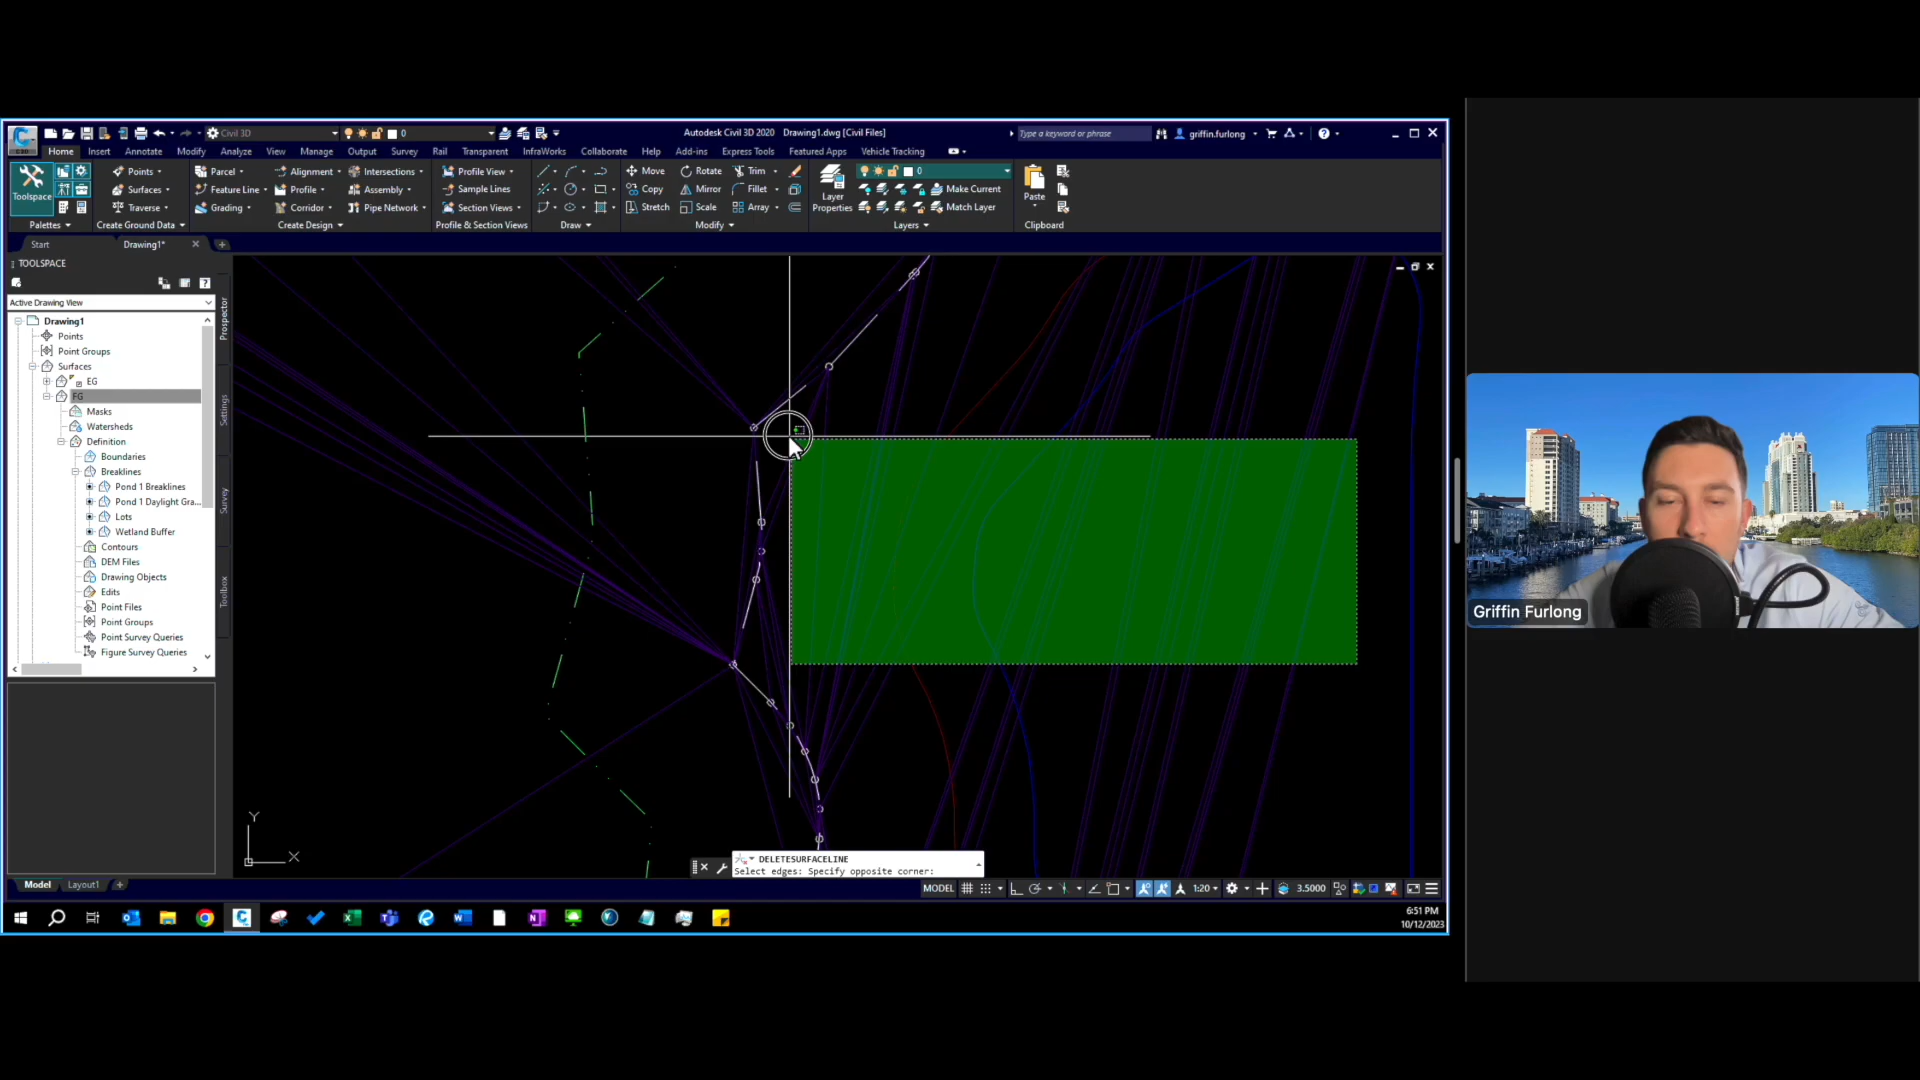 Civil 3D
0
Autodesk Civil 3D 2020 Drawing1.dwg [Civil Files]
Type a keyword or phrase
griffin.furlong
Home Insert Annotate Modify Analyze View Manage Output Survey Rail Transparent InfraWorks Collaborate Help Add-ins Express Tools Featured Apps Vehicle Tracking
Toolspace
Points
Surfaces
Traverse
Parcel
Feature Line
Grading
Alignment
Profile
Corridor
Intersections
Assembly
Pipe Network
Profile View
Sample Lines
Section Views
Move
Copy
Stretch
Rotate
Mirror
Scale
Trim
Fillet
Array
Layer
Properties
0
Make Current
Match Layer
Paste
Palettes
Create Ground Data
Create Design
Profile & Section Views
Draw
Modify
Layers
Clipboard
Start
Drawing1*
TOOLSPACE
Active Drawing View
Drawing1
Points
Point Groups
Surfaces
EG
FG
Masks
Watersheds
Definition
Boundaries
Breaklines
Pond 1 Breaklines
Pond 1 Daylight Gra...
Lots
Wetland Buffer
Contours
DEM Files
Drawing Objects
Edits
Point Files
Point Groups
Point Survey Queries
Figure Survey Queries
Prospector
Settings
Survey
Toolbox
Y
X
DELETESURFACELINE
Select edges: Specify opposite corner:
Model
Layout1
MODEL
1:20
3.5000
6:51 PM
10/12/2023
Griffin Furlong